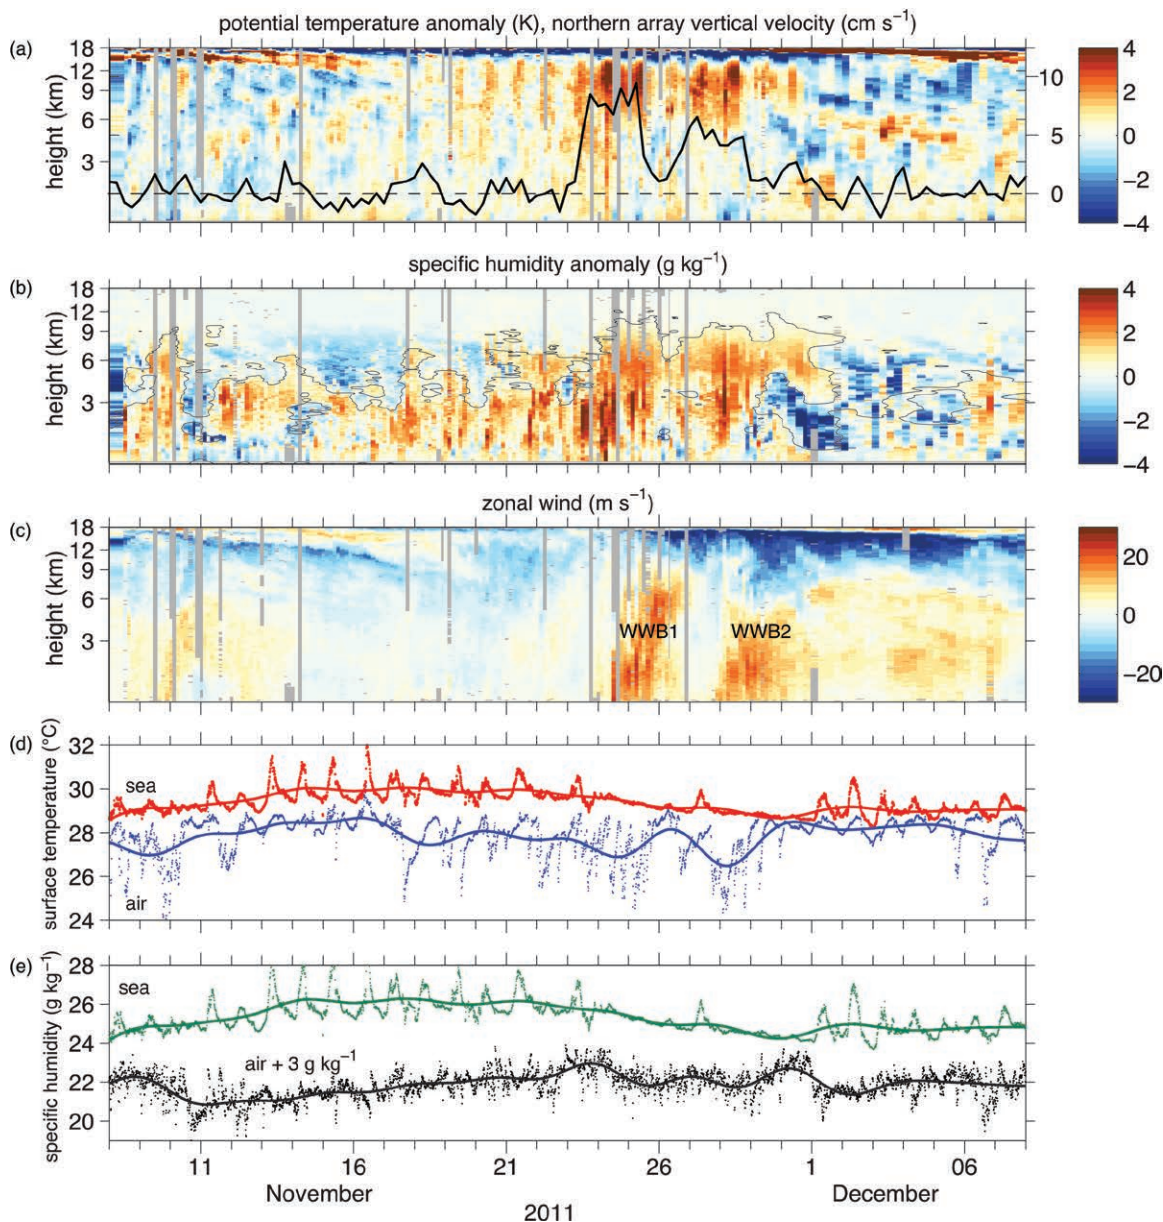 potential temperature anomaly (K), northern array vertical velocity (cm s⁻¹)
(a)
height (km)
18
12
9
6
3
10
5
0
4
2
0
−2
−4
specific humidity anomaly (g kg⁻¹)
(b)
height (km)
18
12
9
6
3
4
2
0
−2
−4
zonal wind (m s⁻¹)
(c)
height (km)
18
12
9
6
3
WWB1
WWB2
20
0
−20
(d)
surface temperature (°C)
32
30
28
26
24
sea
air
(e)
specific humidity (g kg⁻¹)
28
26
24
22
20
sea
air + 3 g kg⁻¹
11
16
21
26
1
06
November
December
2011